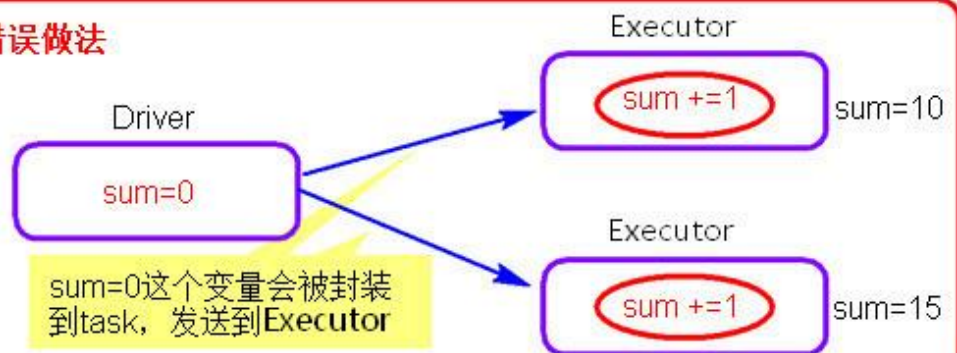 错误做法
Executor
sum +=1
sum=10
Driver
sum=0
Executor
sum=0这个变量会被封装
到task，发送到Executor
sum +=1
sum=15